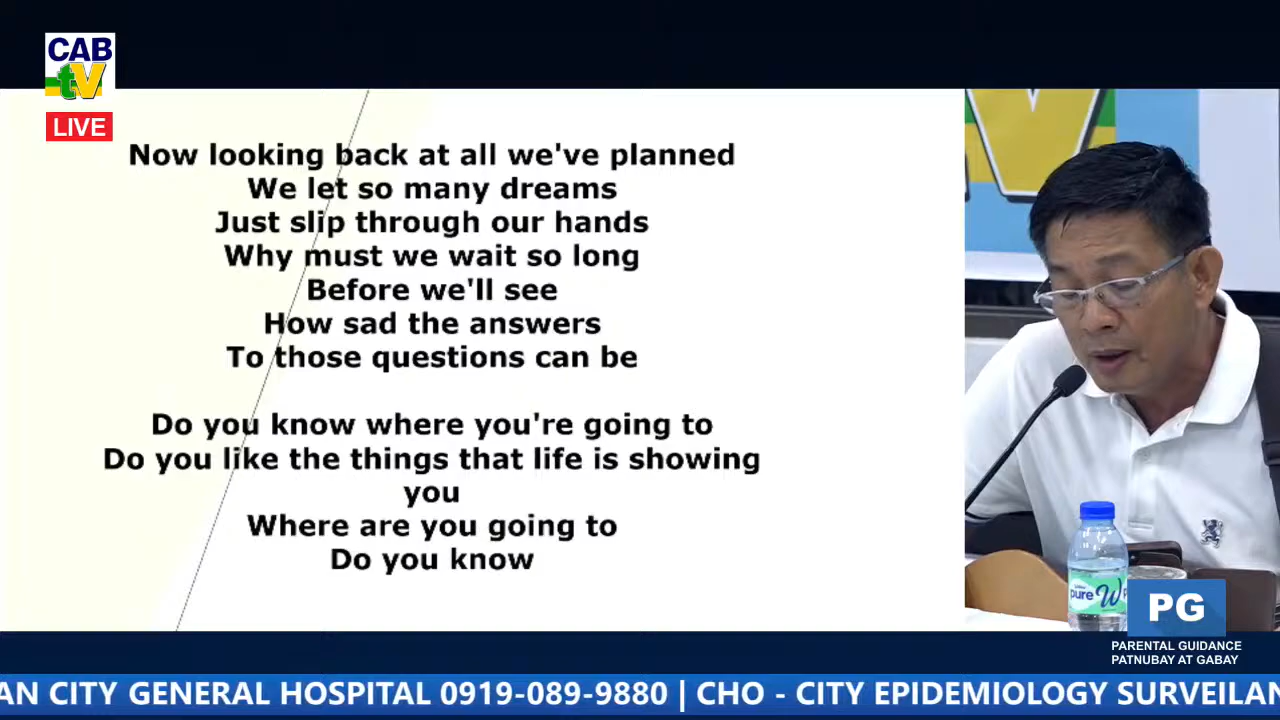 CAB
tV
LIVE
Now looking back at all we've planned
We let so many dreams
Just slip through our hands
Why must we wait so long
Before we'll see
How sad the answers
To those questions can be
Do you know where you're going to
Do you like the things that life is showing
you
Where are you going to
Do you know
V
pure W
PG
PARENTAL GUIDANCE
PATNUBAY AT GABAY
AN CITY GENERAL HOSPITAL 0919-089-9880 | CHO - CITY EPIDEMIOLOGY SURVEILAN